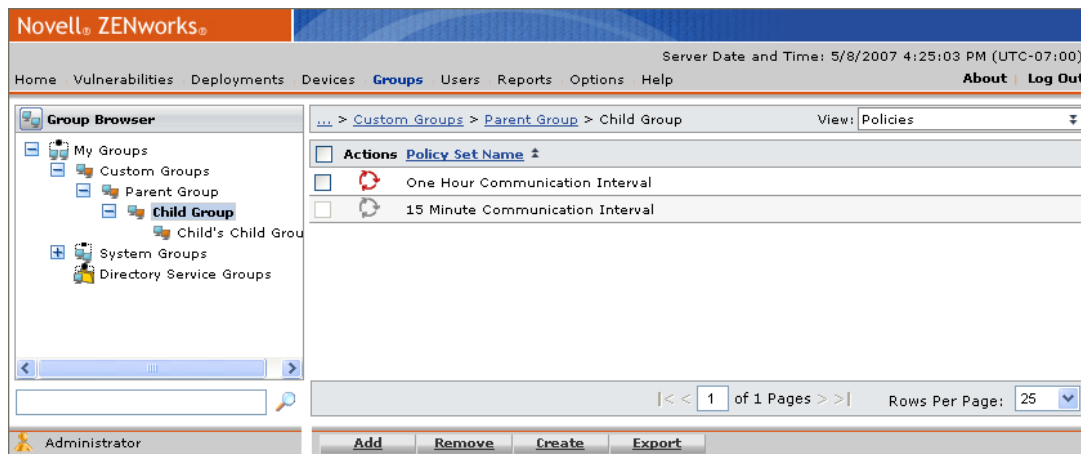 Novell® ZENworks®
Server Date and Time: 5/8/2007 4:25:03 PM (UTC-07:00)
Home Vulnerabilities Deployments Devices Groups Users Reports Options Help About | Log Out
Group Browser
... > Custom Groups > Parent Group > Child Group View: Policies
My Groups
Custom Groups
Parent Group
Child Group
Child's Child Grou
System Groups
Directory Service Groups
Actions Policy Set Name
One Hour Communication Interval
15 Minute Communication Interval
|< < 1 of 1 Pages > >| Rows Per Page: 25
Administrator
Add Remove Create Export